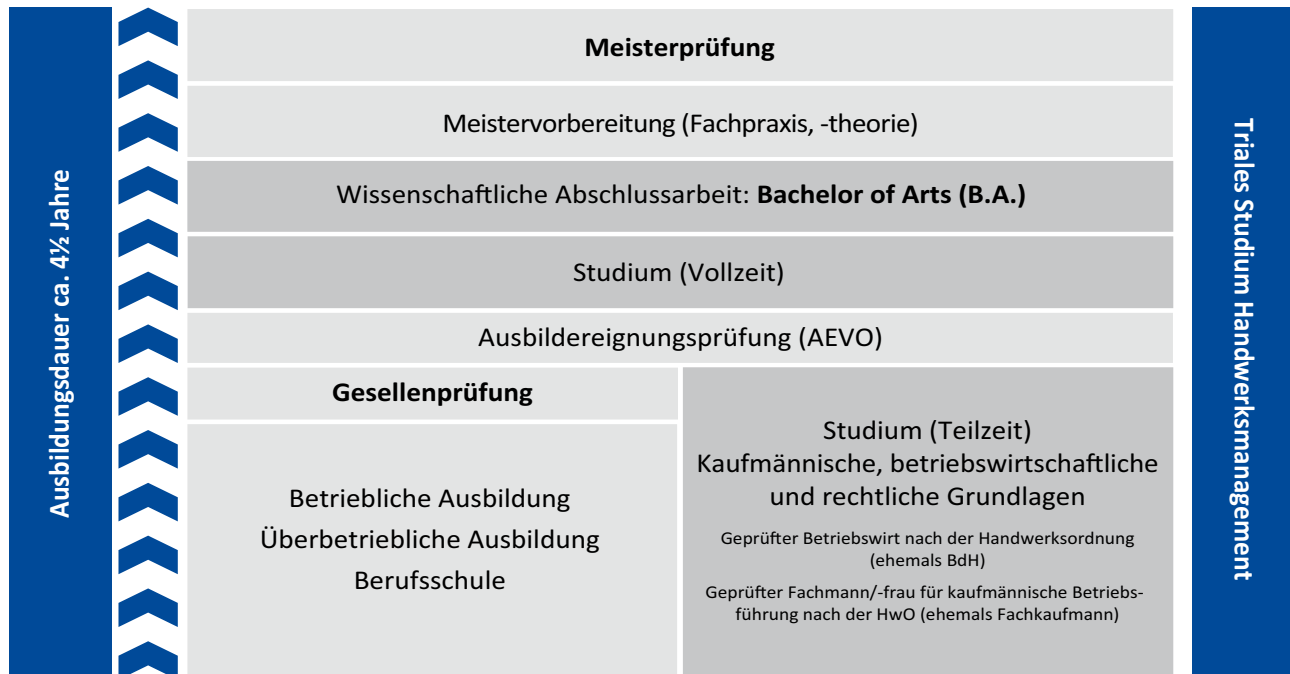 Ausbildungsdauer ca. 4½ Jahre
Meisterprüfung
Meistervorbereitung (Fachpraxis, -theorie)
Wissenschaftliche Abschlussarbeit: Bachelor of Arts (B.A.)
Studium (Vollzeit)
Ausbildereignungsprüfung (AEVO)
Gesellenprüfung
Betriebliche Ausbildung
Überbetriebliche Ausbildung
Berufsschule
Studium (Teilzeit)
Kaufmännische, betriebswirtschaftliche
und rechtliche Grundlagen
Geprüfter Betriebswirt nach der Handwerksordnung
(ehemals BdH)
Geprüfter Fachmann/-frau für kaufmännische Betriebs-
führung nach der HwO (ehemals Fachkaufmann)
Triales Studium Handwerksmanagement